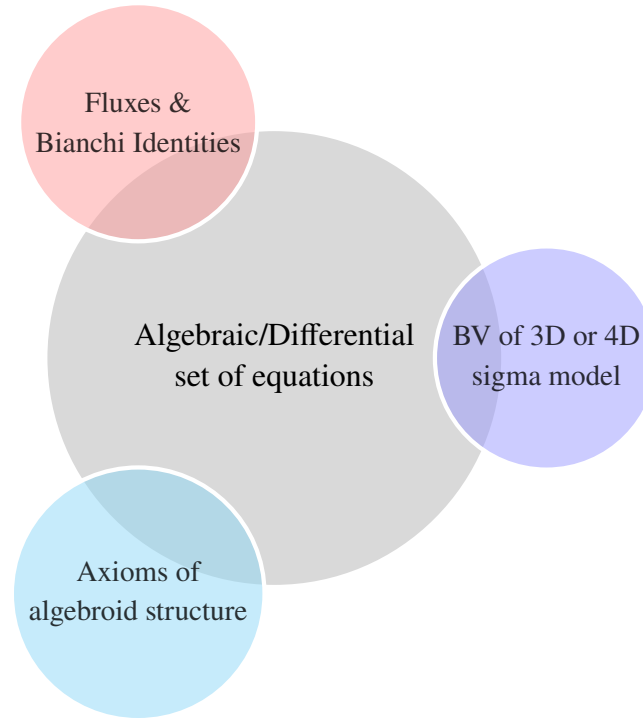 Fluxes &
Bianchi Identities
Algebraic/Differential
set of equations
BV of 3D or 4D
sigma model
Axioms of
algebroid structure